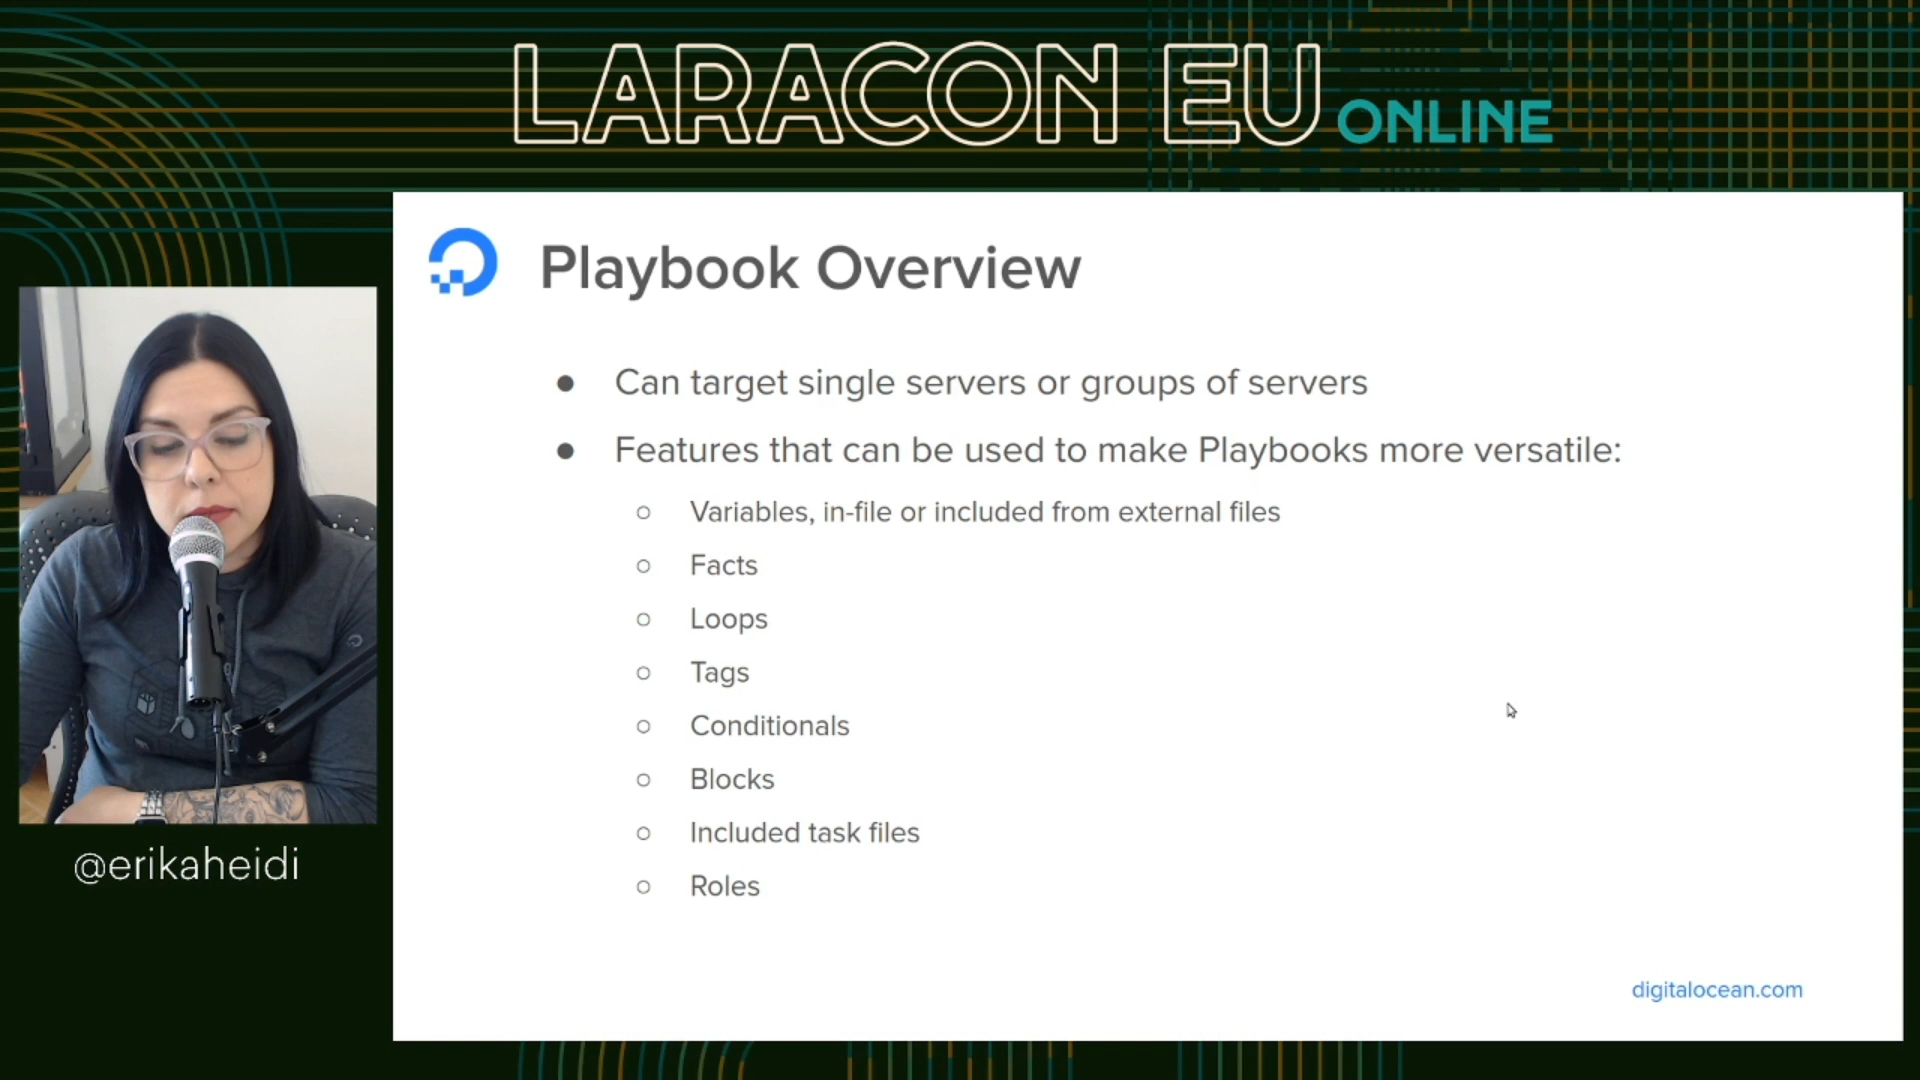 LARACON EU ONLINE
Playbook Overview
● Can target single servers or groups of servers
● Features that can be used to make Playbooks more versatile:
○ Variables, in-file or included from external files
○ Facts
○ Loops
○ Tags
○ Conditionals
○ Blocks
○ Included task files
○ Roles
@erikaheidi
digitalocean.com